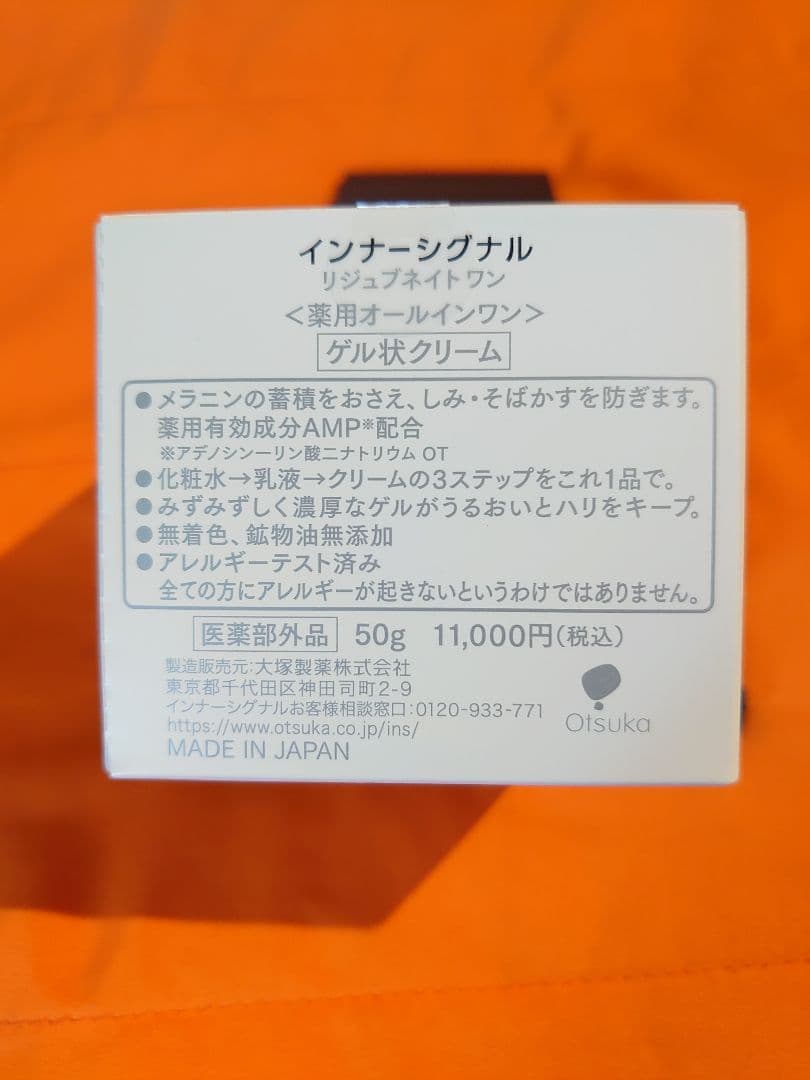 インナーシグナル
リジュブネイト ワン
<薬用オールインワン>
ゲル状クリーム
●メラニンの蓄積をおさえ、しみ・そばかすを防ぎます。
薬用有効成分AMP※配合
※アデノシン一リン酸二ナトリウム OT
●化粧水→乳液→クリームの3ステップをこれ1品で。
●みずみずしく濃厚なゲルがうるおいとハリをキープ。
●無着色、鉱物油無添加
●アレルギーテスト済み
全ての方にアレルギーが起きないというわけではありません。
医薬部外品 50g 11,000円(税込)
製造販売元:大塚製薬株式会社
東京都千代田区神田司町2-9
インナーシグナルお客様相談窓口:0120-933-771
https://www.otsuka.co.jp/ins/
MADE IN JAPAN
Otsuka